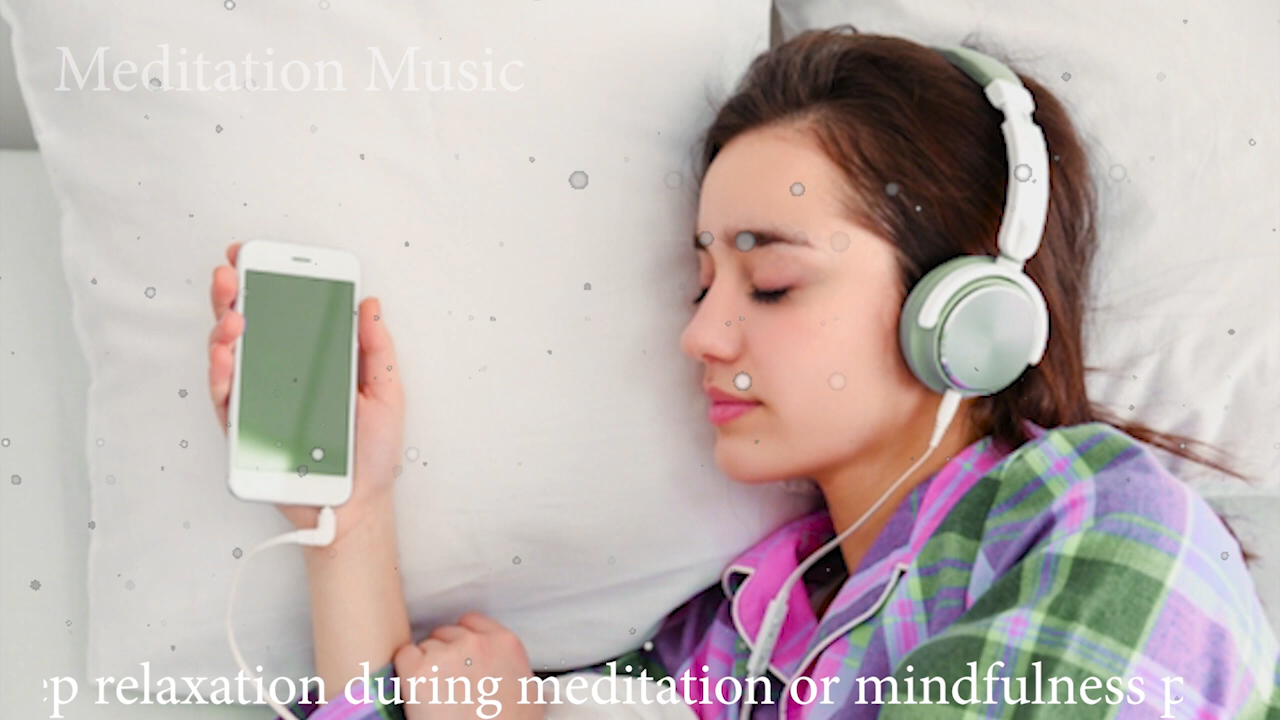 Meditation Music
p relaxation during meditation or mindfulness p